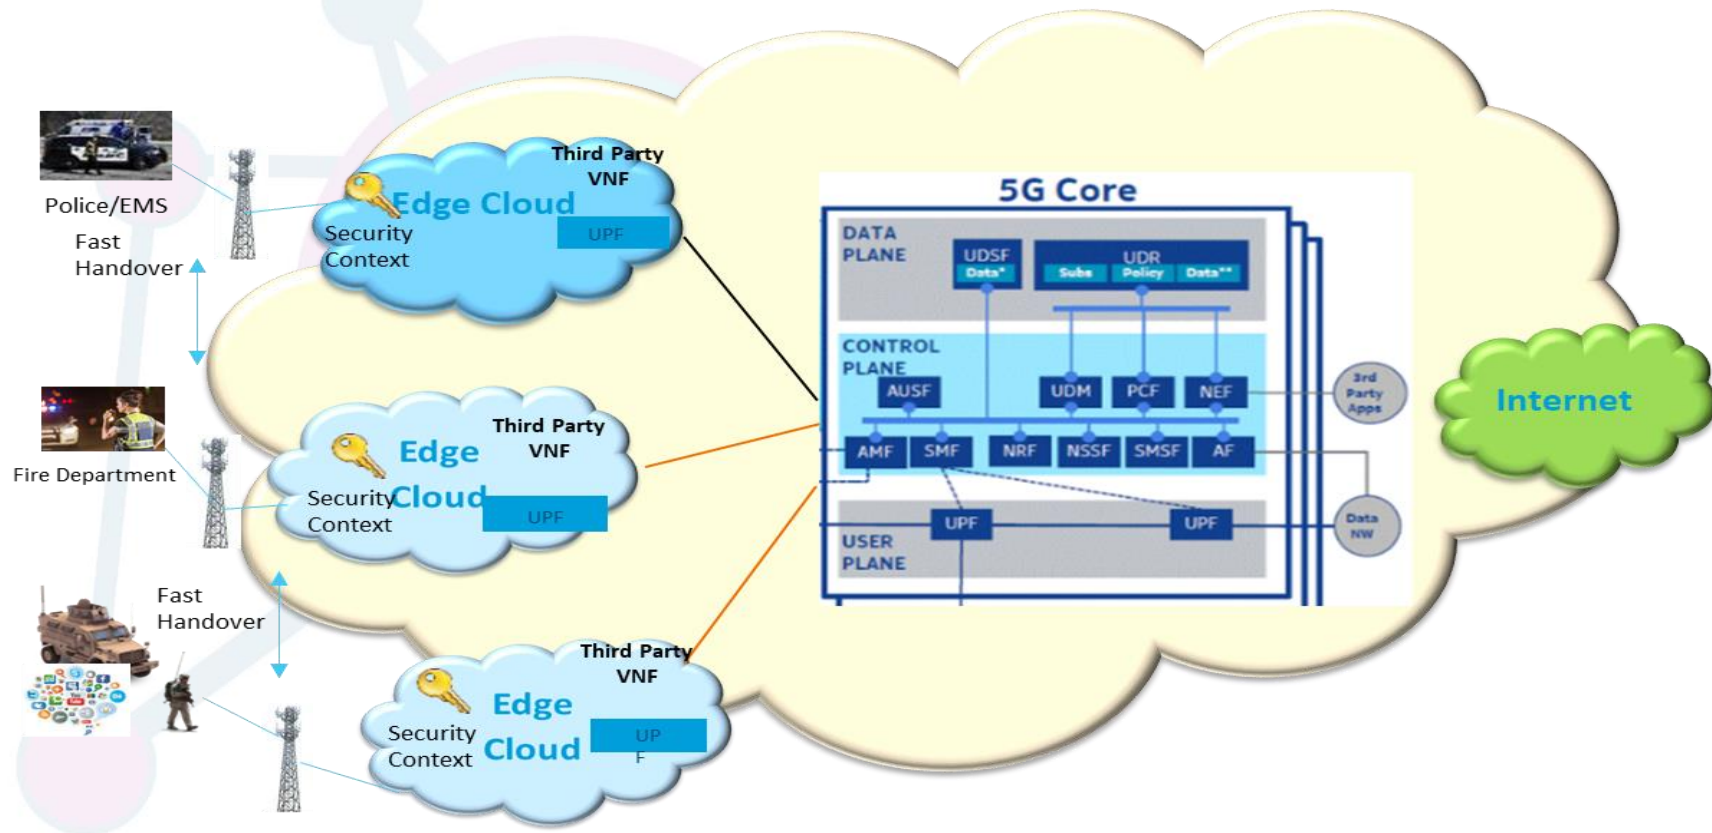 Police/EMS
Fast
Handover
Fire Department
Fast
Handover
Third Party
VNF
Edge Cloud
Security
Context
UPF
Third Party
VNF
Edge
Cloud
Security
Context
UPF
Third Party
VNF
Edge
Cloud
Security
Context
UP
F
5G Core
DATA
PLANE
UDSF
Data*
UDR
Subs Policy Data**
CONTROL
PLANE
AUSF UDM PCF NEF
AMF SMF NRF NSSF SMSF AF
3rd
Party
Apps
UPF UPF
USER
PLANE
Data
NW
Internet